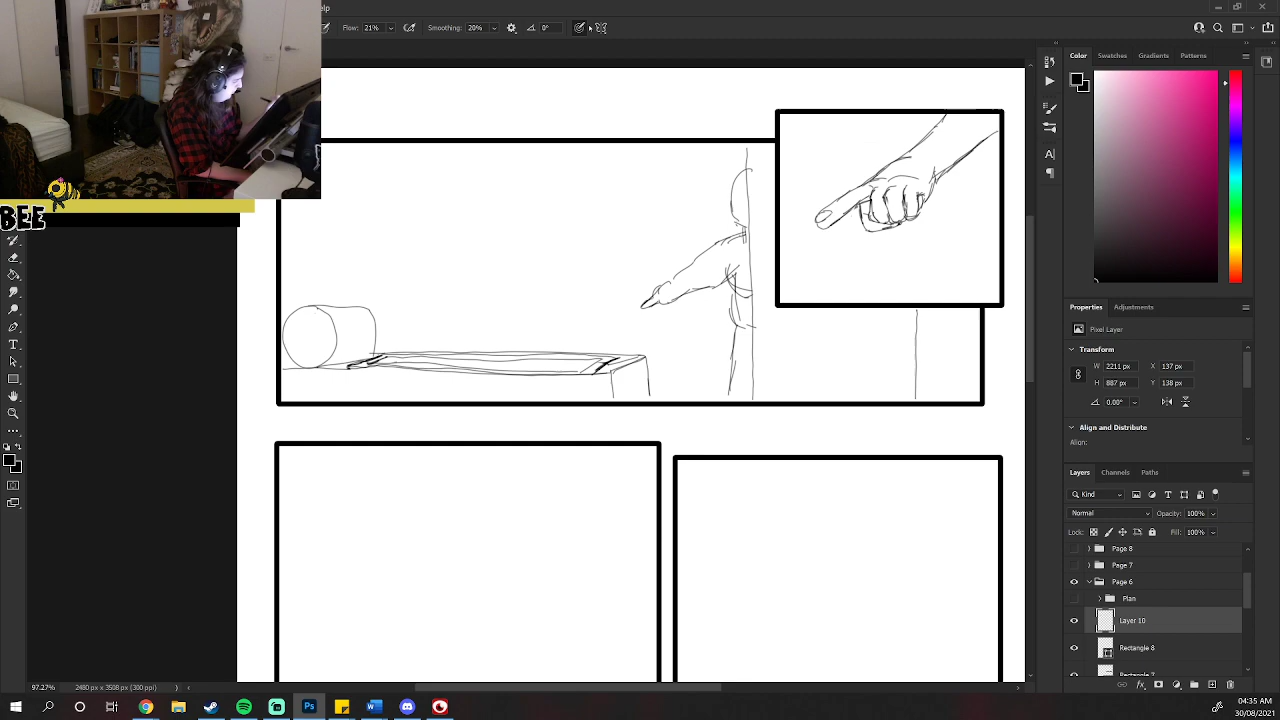 Help
Flow: 21%
Smoothing: 20%
0°
BEE
Color
Swatches
Gradients
Patterns
Properties
Adjustments
Pixel Layer
Transform
W 2211 px X 137 px
H 887 px Y 138 px
0.00°
Align and Distribute
Align:
Layers
Channels
Paths
Kind
Normal
Opacity: 100%
Lock:
Fill: 100%
Page 8
Page 7
Page 6
Plan
Layer 10
Rectangle 8
97.27%
2480 px x 3508 px (300 ppi)
04:35 AM
30/08/2021